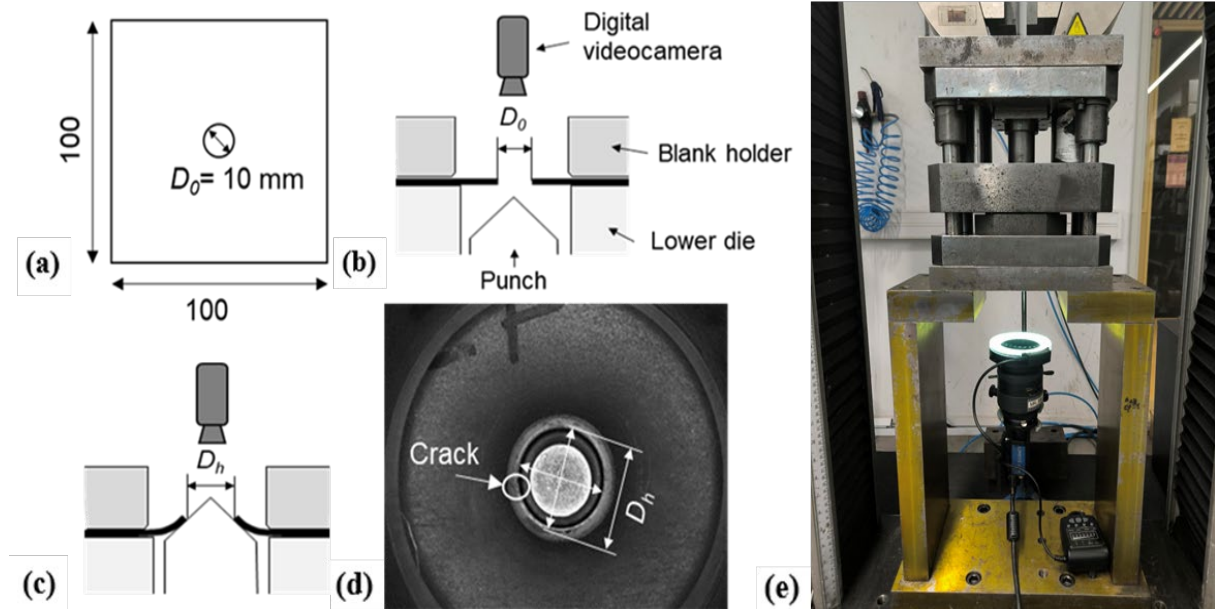 100
D0= 10 mm
(a)
100
Digital
videocamera
D0
Blank holder
Lower die
Punch
(b)
Dh
(c)
Crack
Dh
(d)
(e)